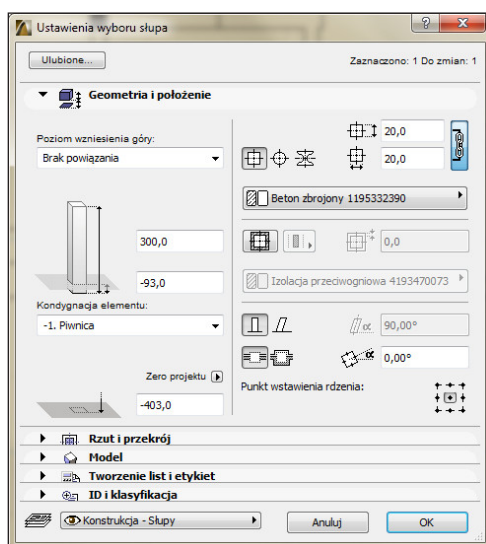 Ustawienia wyboru słupa
Ulubione...
Zaznaczono: 1 Do zmian: 1
Geometria i położenie
Poziom wzniesienia góry:
Brak powiązania
300,0
-93,0
Kondygnacja elementu:
-1. Piwnica
Zero projektu
-403,0
20,0
20,0
Beton zbrojony 1195332390
0,0
Izolacja przeciwogniowa 4193470073
α 90,00°
α 0,00°
Punkt wstawienia rdzenia:
Rzut i przekrój
Model
Tworzenie list i etykiet
ID i klasyfikacja
Konstrukcja - Słupy
Anuluj
OK